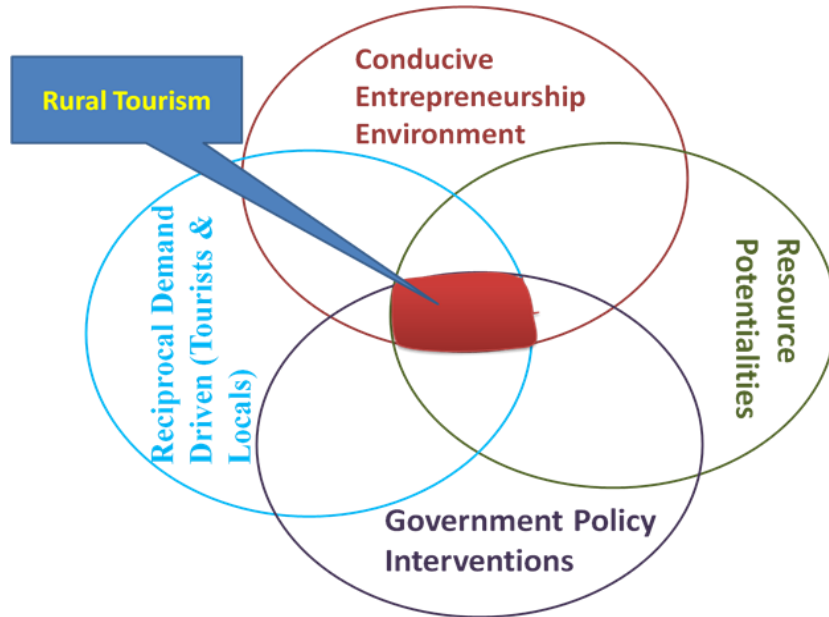 Conducive
Entrepreneurship
Environment
Rural Tourism
Reciprocal Demand
Driven (Tourists &
Locals)
Resource
Potentialities
Government Policy
Interventions